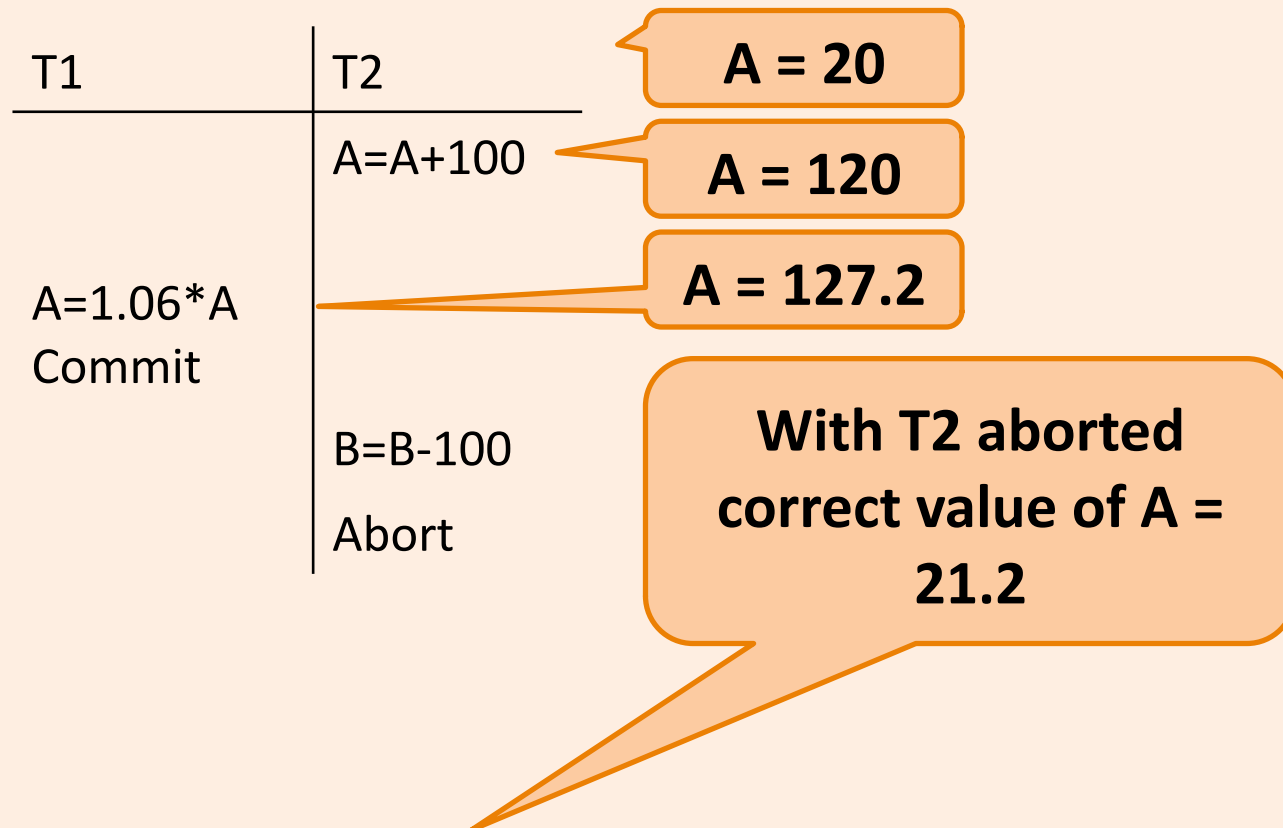 T1
T2
A = 20
A=A+100
A = 120
A=1.06*A
A = 127.2
Commit
B=B-100
Abort
With T2 aborted
correct value of A =
21.2